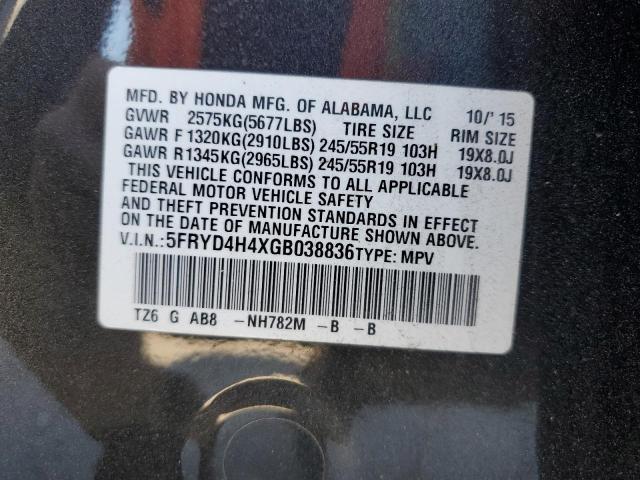 MFD. BY HONDA MFG. OF ALABAMA, LLC 10/'15
GVWR 2575KG(5677LBS) TIRE SIZE RIM SIZE
GAWR F 1320KG(2910LBS) 245/55R19 103H 19X8.0J
GAWR R 1345KG(2965LBS) 245/55R19 103H 19X8.0J
THIS VEHICLE CONFORMS TO ALL APPLICABLE
FEDERAL MOTOR VEHICLE SAFETY
AND THEFT PREVENTION STANDARDS IN EFFECT
ON THE DATE OF MANUFACTURE SHOWN ABOVE.
V.I.N.:5FRYD4H4XGB038836 TYPE: MPV
TZ6 G AB8 -NH782M -B -B